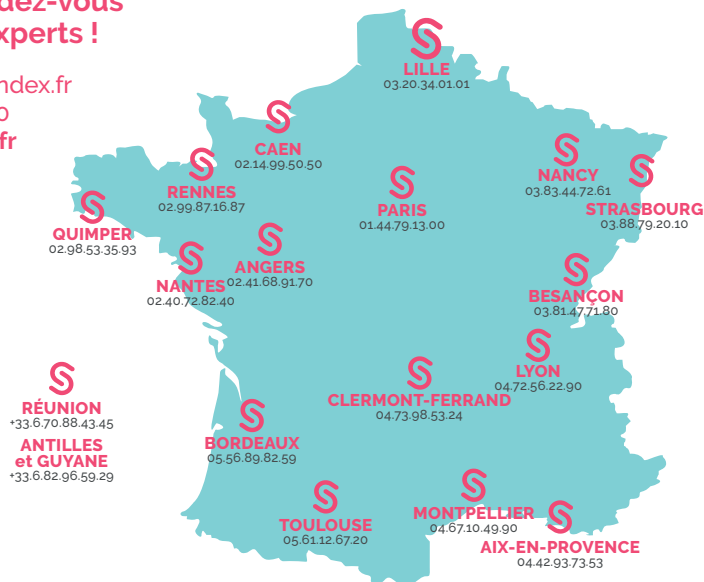 dez-vous
xperts !
ndex.fr
0
fr
LILLE
03.20.34.01.01
CAEN
02.14.99.50.50
RENNES
02.99.87.16.87
QUIMPER
02.98.53.35.93
NANTES
02.40.72.82.40
ANGERS
02.41.68.91.70
PARIS
01.44.79.13.00
NANCY
03.83.44.72.61
STRASBOURG
03.88.79.20.10
BESANÇON
03.81.47.71.80
LYON
04.72.56.22.90
CLERMONT-FERRAND
04.73.98.53.24
RÉUNION
+33.6.70.88.43.45
ANTILLES
et GUYANE
+33.6.82.96.59.29
BORDEAUX
05.56.89.82.59
TOULOUSE
05.61.12.67.20
MONTPELLIER
04.67.10.49.90
AIX-EN-PROVENCE
04.42.93.73.53